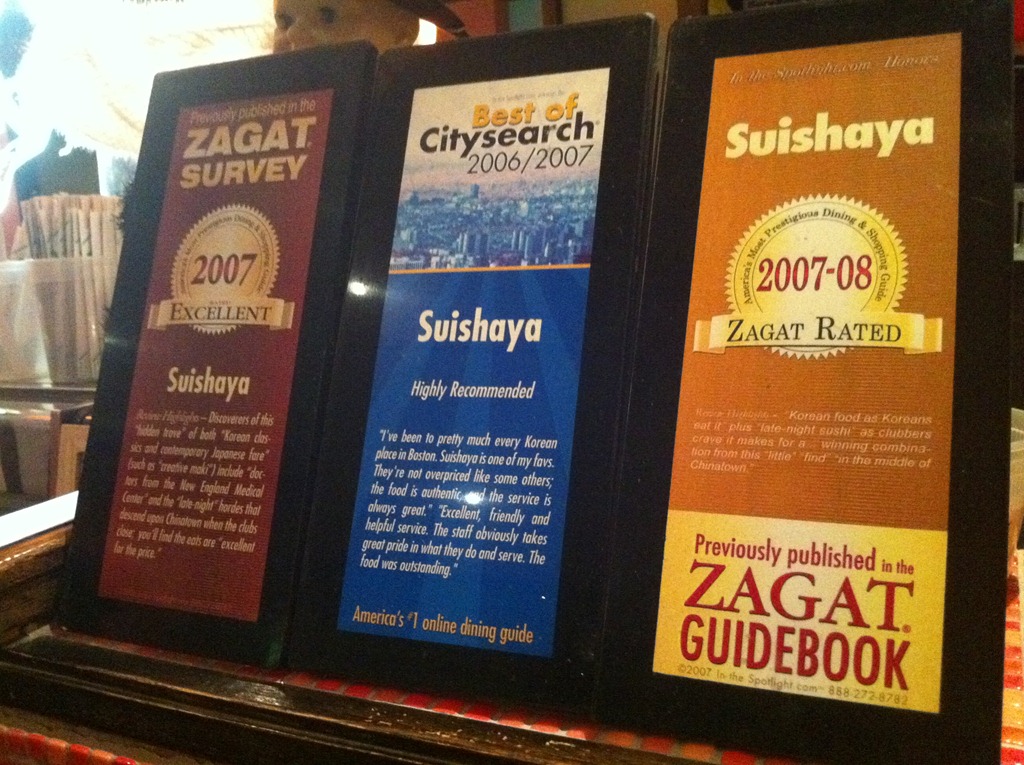 Previously published in the
ZAGAT
SURVEY
2007
EXCELLENT
Suishaya
Review Highlights – Discoverers of this
"hidden trove" of both "Korean clas-
sics and contemporary Japanese fare"
(such as "creative maki") include "doc-
tors from the New England Medical
Center" and the "late-night" hordes that
descend upon Chinatown when the clubs
close; you'll find the eats are "excellent
for the price."
Best of
Citysearch
2006/2007
Suishaya
Highly Recommended
"I've been to pretty much every Korean
place in Boston. Suishaya is one of my favs.
They're not overpriced like some others;
the food is authentic, and the service is
always great." "Excellent, friendly and
helpful service. The staff obviously takes
great pride in what they do and serve. The
food was outstanding."
America's #1 online dining guide
In the Spotlight.com Honors
Suishaya
America's Most Prestigious Dining & Shopping Guide
2007-08
ZAGAT RATED
Review Highlights – "Korean food as Koreans
eat it" plus "late-night sushi" as clubbers
crave it makes for a winning combina-
tion from this "little" "find" "in the middle of
Chinatown."
Previously published in the
ZAGAT
GUIDEBOOK
©2007 In the Spotlight.com 888-272-8782